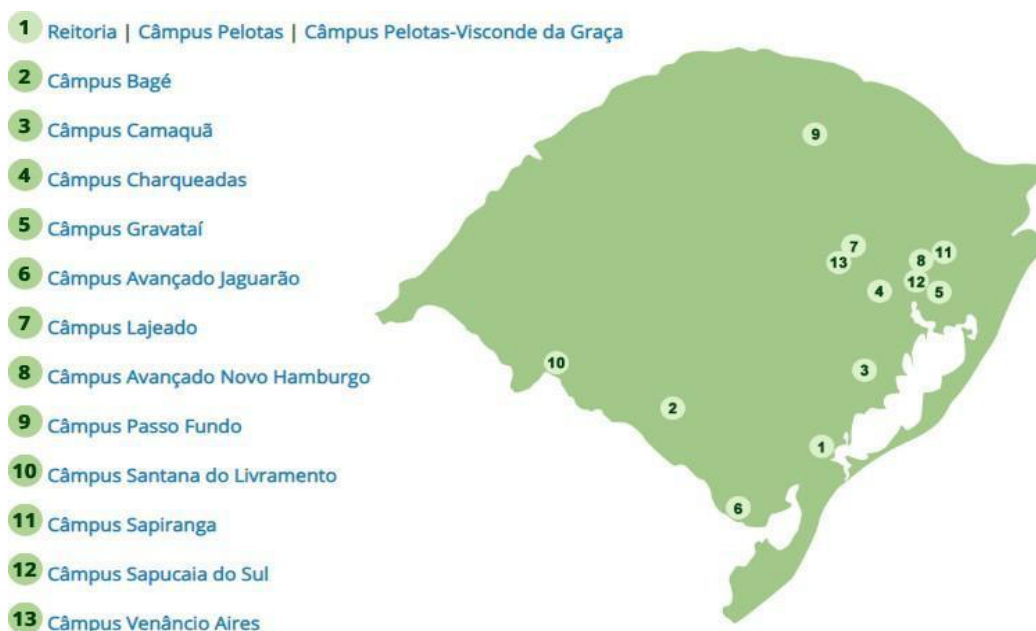 1 Reitoria | Câmpus Pelotas | Câmpus Pelotas-Visconde da Graça
2 Câmpus Bagé
3 Câmpus Camaquã
4 Câmpus Charqueadas
5 Câmpus Gravataí
6 Câmpus Avançado Jaguarão
7 Câmpus Lajeado
8 Câmpus Avançado Novo Hamburgo
9 Câmpus Passo Fundo
10 Câmpus Santana do Livramento
11 Câmpus Sapiranga
12 Câmpus Sapucaia do Sul
13 Câmpus Venâncio Aires
9
7
11
8
13
12
4
5
10
3
2
1
6